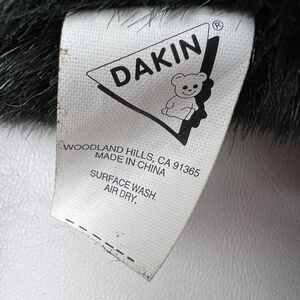 DAKIN®
WOODLAND HILLS, CA 91365
MADE IN CHINA
SURFACE WASH.
AIR DRY.